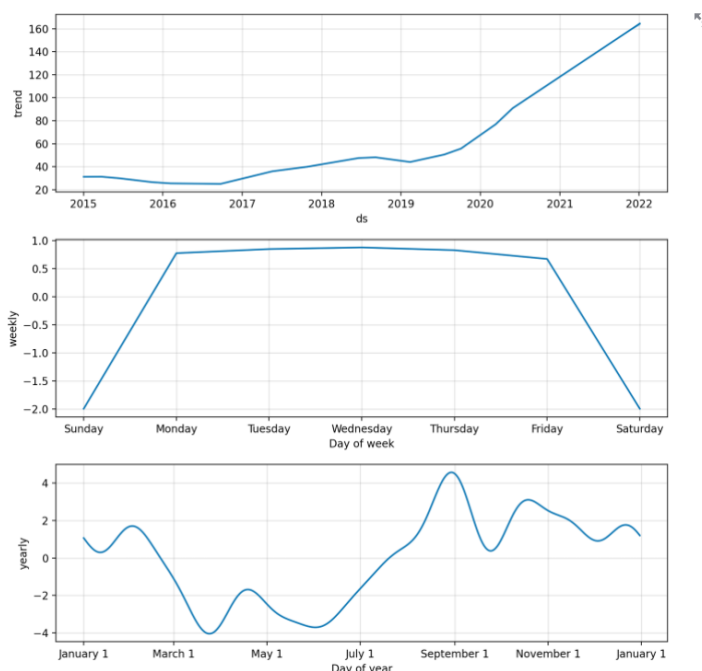 160
140
120
100
80
60
40
20
trend
2015 2016 2017 2018 2019 2020 2021 2022
ds
1.0
0.5
0.0
−0.5
−1.0
−1.5
−2.0
weekly
Sunday Monday Tuesday Wednesday Thursday Friday Saturday
Day of week
4
2
0
−2
−4
yearly
January 1 March 1 May 1 July 1 September 1 November 1 January 1
Day of year